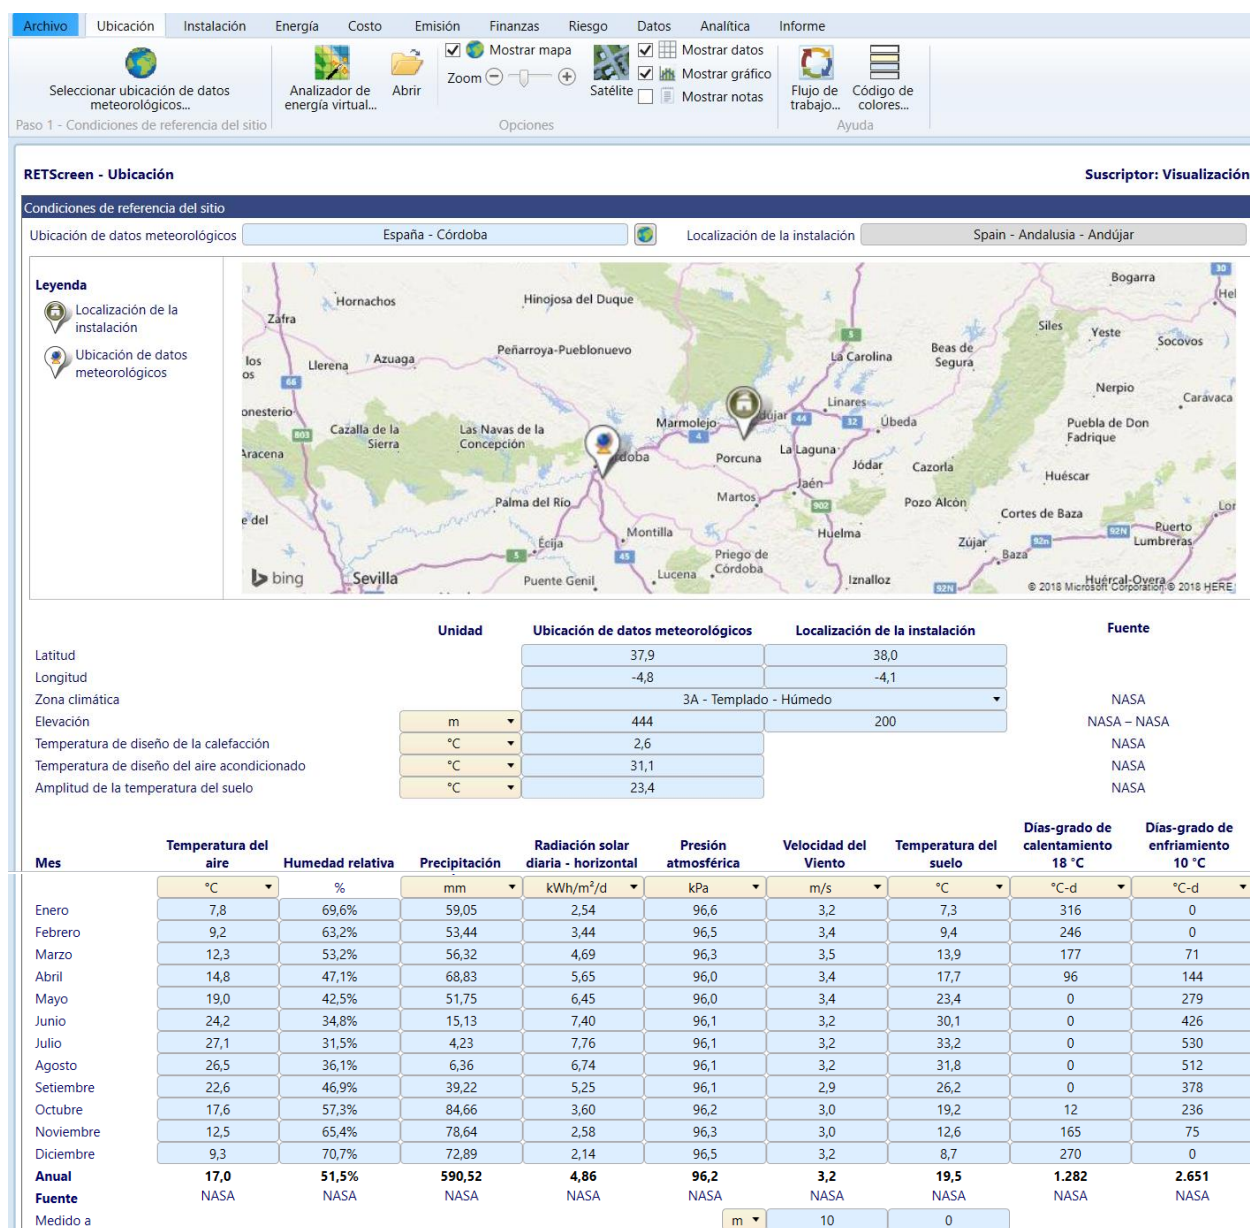 Archivo Ubicación Instalación Energía Costo Emisión Finanzas Riesgo Datos Analítica Informe
Seleccionar ubicación de datos meteorológicos...
Analizador de energía virtual...
Abrir
Mostrar mapa
Zoom
Satélite
Mostrar datos
Mostrar gráfico
Mostrar notas
Flujo de trabajo...
Código de colores...
Paso 1 - Condiciones de referencia del sitio Opciones Ayuda
RETScreen - Ubicación Suscriptor: Visualización
Condiciones de referencia del sitio
Ubicación de datos meteorológicos España - Córdoba Localización de la instalación Spain - Andalusia - Andújar
Leyenda
Localización de la
instalación
Ubicación de datos
meteorológicos
Bogarra 30
Hornachos Hinojosa del Duque Hel
Zafra 5 Siles Yeste Socovos
los Llerena Azuaga Peñarroya-Pueblonuevo La Carolina Beas de
os Segura
66 Nerpio
Linares Caravaca
onesterio Marmolejo dújar 44 32 Úbeda Puebla de Don
803 Cazalla de la Las Navas de la 4 Fadrique
Sierra Concepción
Aracena doba Porcuna La Laguna Jódar Cazorla Huéscar
Jaén
Palma del Río Martos 902 Pozo Alcón Cortes de Baza Lor
e del Montilla Huelma Zújar 92n 92N Puerto
Écija Lumbreras
5 45 Priego de Baza
Córdoba
bing Sevilla Puente Genil Lucena Iznalloz 92N Huércal-Overa
© 2018 Microsoft Corporation © 2018 HERE
Unidad Ubicación de datos meteorológicos Localización de la instalación Fuente
Latitud 37,9 38,0
Longitud -4,8 -4,1
Zona climática 3A - Templado - Húmedo NASA
Elevación m 444 200 NASA – NASA
Temperatura de diseño de la calefacción °C 2,6 NASA
Temperatura de diseño del aire acondicionado °C 31,1 NASA
Amplitud de la temperatura del suelo °C 23,4 NASA
Días-grado de Días-grado de
Temperatura del Radiación solar Presión Velocidad del Temperatura del calentamiento enfriamiento
Mes aire Humedad relativa Precipitación diaria - horizontal atmosférica Viento suelo 18 °C 10 °C
°C % mm kWh/m²/d kPa m/s °C °C-d °C-d
Enero 7,8 69,6% 59,05 2,54 96,6 3,2 7,3 316 0
Febrero 9,2 63,2% 53,44 3,44 96,5 3,4 9,4 246 0
Marzo 12,3 53,2% 56,32 4,69 96,3 3,5 13,9 177 71
Abril 14,8 47,1% 68,83 5,65 96,0 3,4 17,7 96 144
Mayo 19,0 42,5% 51,75 6,45 96,0 3,4 23,4 0 279
Junio 24,2 34,8% 15,13 7,40 96,1 3,2 30,1 0 426
Julio 27,1 31,5% 4,23 7,76 96,1 3,2 33,2 0 530
Agosto 26,5 36,1% 6,36 6,74 96,1 3,2 31,8 0 512
Setiembre 22,6 46,9% 39,22 5,25 96,1 2,9 26,2 0 378
Octubre 17,6 57,3% 84,66 3,60 96,2 3,0 19,2 12 236
Noviembre 12,5 65,4% 78,64 2,58 96,3 3,0 12,6 165 75
Diciembre 9,3 70,7% 72,89 2,14 96,5 3,2 8,7 270 0
Anual 17,0 51,5% 590,52 4,86 96,2 3,2 19,5 1.282 2.651
Fuente NASA NASA NASA NASA NASA NASA NASA NASA NASA
Medido a m 10 0